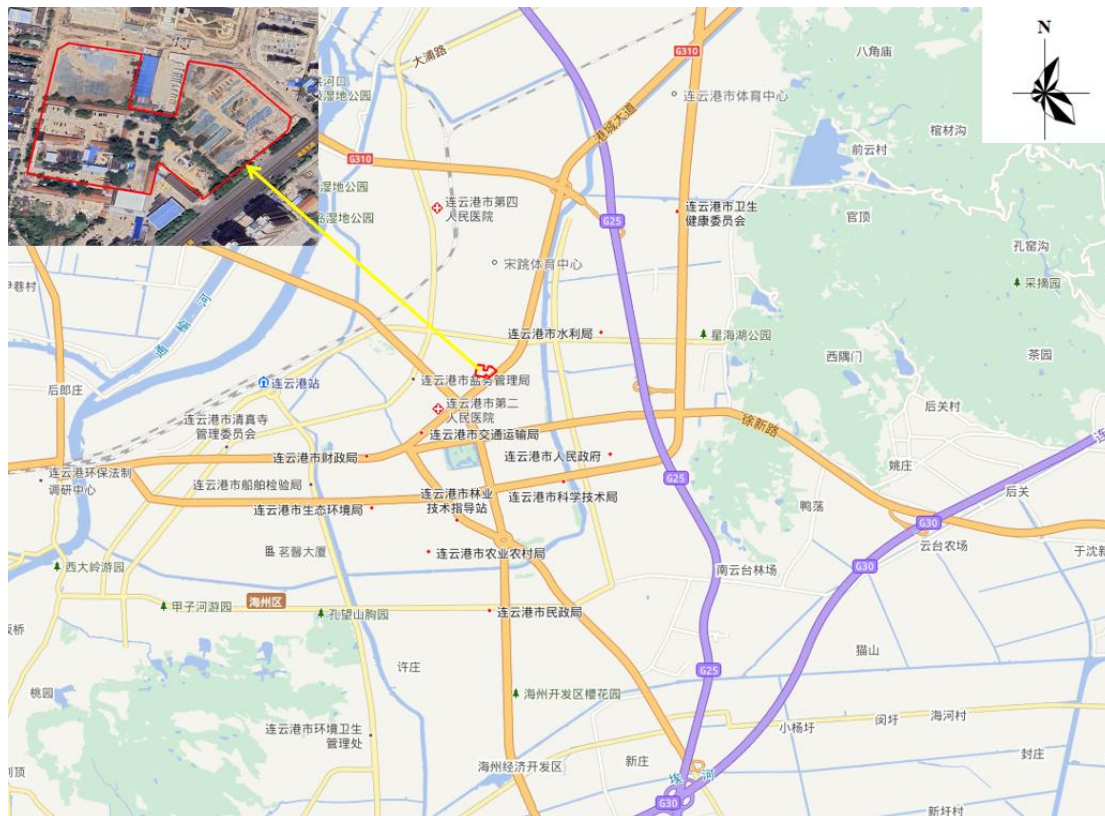 N
大浦路
G310
连云港市体育中心
八角庙
港城大道
棺材沟
前云村
湿地公园
G310
湿地公园
连云港市第四
人民医院
G25
连云港市卫生
健康委员会
官顶
湿地公园
孔窑沟
宋跳体育中心
采摘园
通榆河
连云港市水利局
星海湖公园
茶园
西隅门
后郎庄
连云港站
连云港市盐务管理局
连云港市第二
人民医院
后关村
连云港市清真寺
管理委员会
连云港市交通运输局
徐新路
连
连云港市财政局
连云港市人民政府
姚庄
连云港环保法制
调研中心
连云港市船舶检验局
G25
连云港市科学技术局
后关
连云港市林业
技术指导站
鸭荡
连云港市生态环境局
G30
茗馨大厦
连云港市农业农村局
云台农场
于沈新
西大岭游园
G30
南云台林场
海州区
甲子河游园
孔望山朐园
连云港市民政局
板桥
猫山
许庄
G25
桃园
海州开发区樱花园
小杨圩
闵圩
海河村
连云港市环境卫生
管理处
海州经济开发区
新庄
埃河
封庄
G30
新圩村